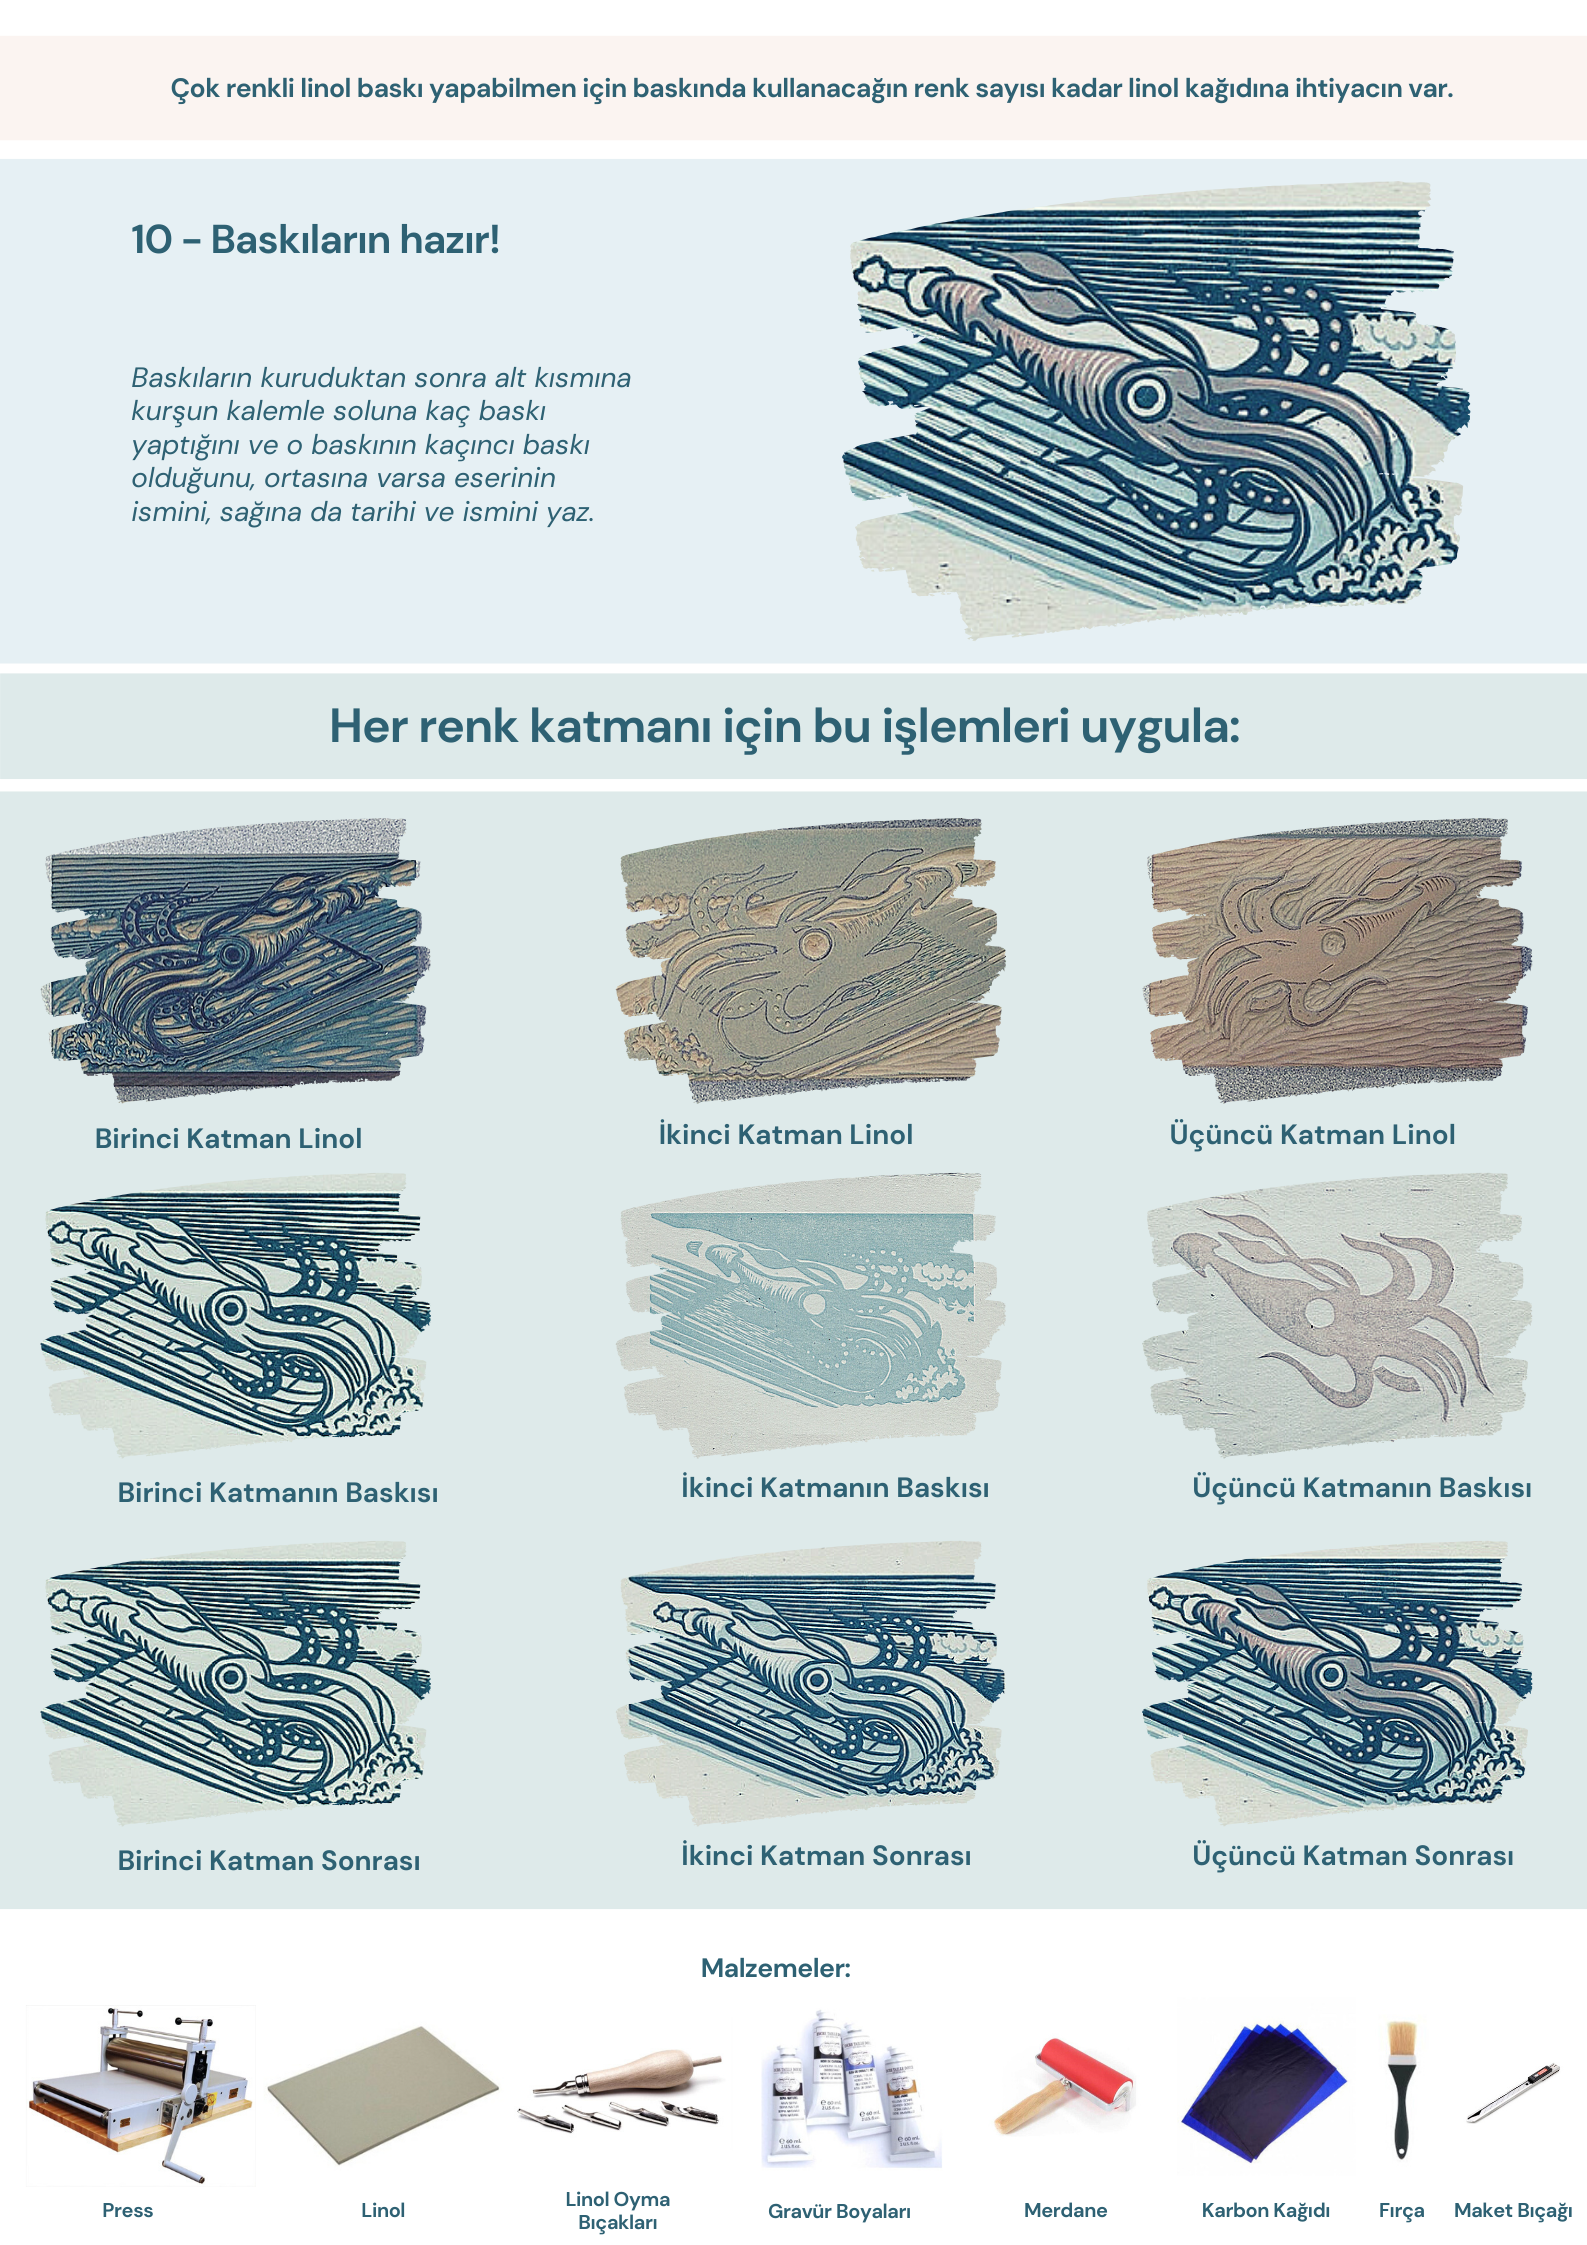 Çok renkli linol baskı yapabilmen için baskında kullanacağın renk sayısı kadar linol kağıdına ihtiyacın var.
10 - Baskıların hazır!
Baskıların kuruduktan sonra alt kısmına
kurşun kalemle soluna kaç baskı
yaptığını ve o baskının kaçıncı baskı
olduğunu, ortasına varsa eserinin
ismini, sağına da tarihi ve ismini yaz.
Her renk katmanı için bu işlemleri uygula:
Birinci Katman Linol
İkinci Katman Linol
Üçüncü Katman Linol
Birinci Katmanın Baskısı
İkinci Katmanın Baskısı
Üçüncü Katmanın Baskısı
Birinci Katman Sonrası
İkinci Katman Sonrası
Üçüncü Katman Sonrası
Malzemeler:
Press
Linol
Linol Oyma
Bıçakları
Gravür Boyaları
Merdane
Karbon Kağıdı
Fırça
Maket Bıçağı